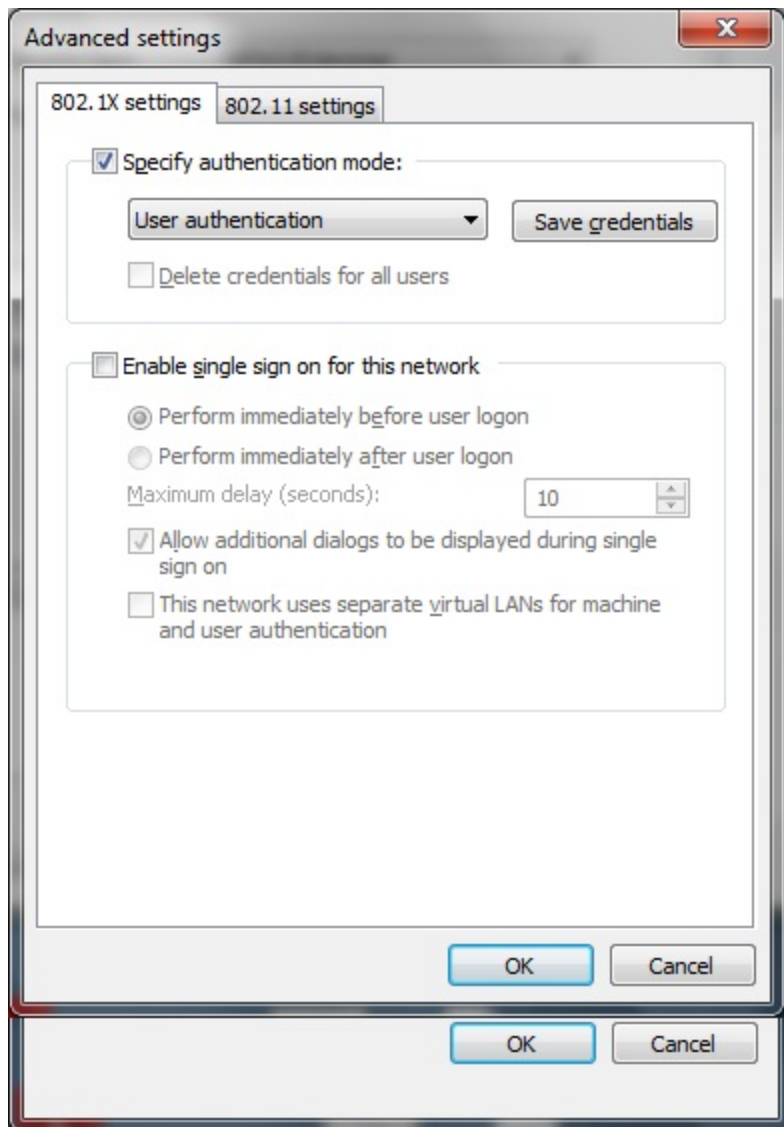 Advanced settings
802.1X settings
802.11 settings
Specify authentication mode:
User authentication
Save credentials
Delete credentials for all users
Enable single sign on for this network
Perform immediately before user logon
Perform immediately after user logon
Maximum delay (seconds):
10
Allow additional dialogs to be displayed during single
sign on
This network uses separate virtual LANs for machine
and user authentication
OK
Cancel
OK
Cancel